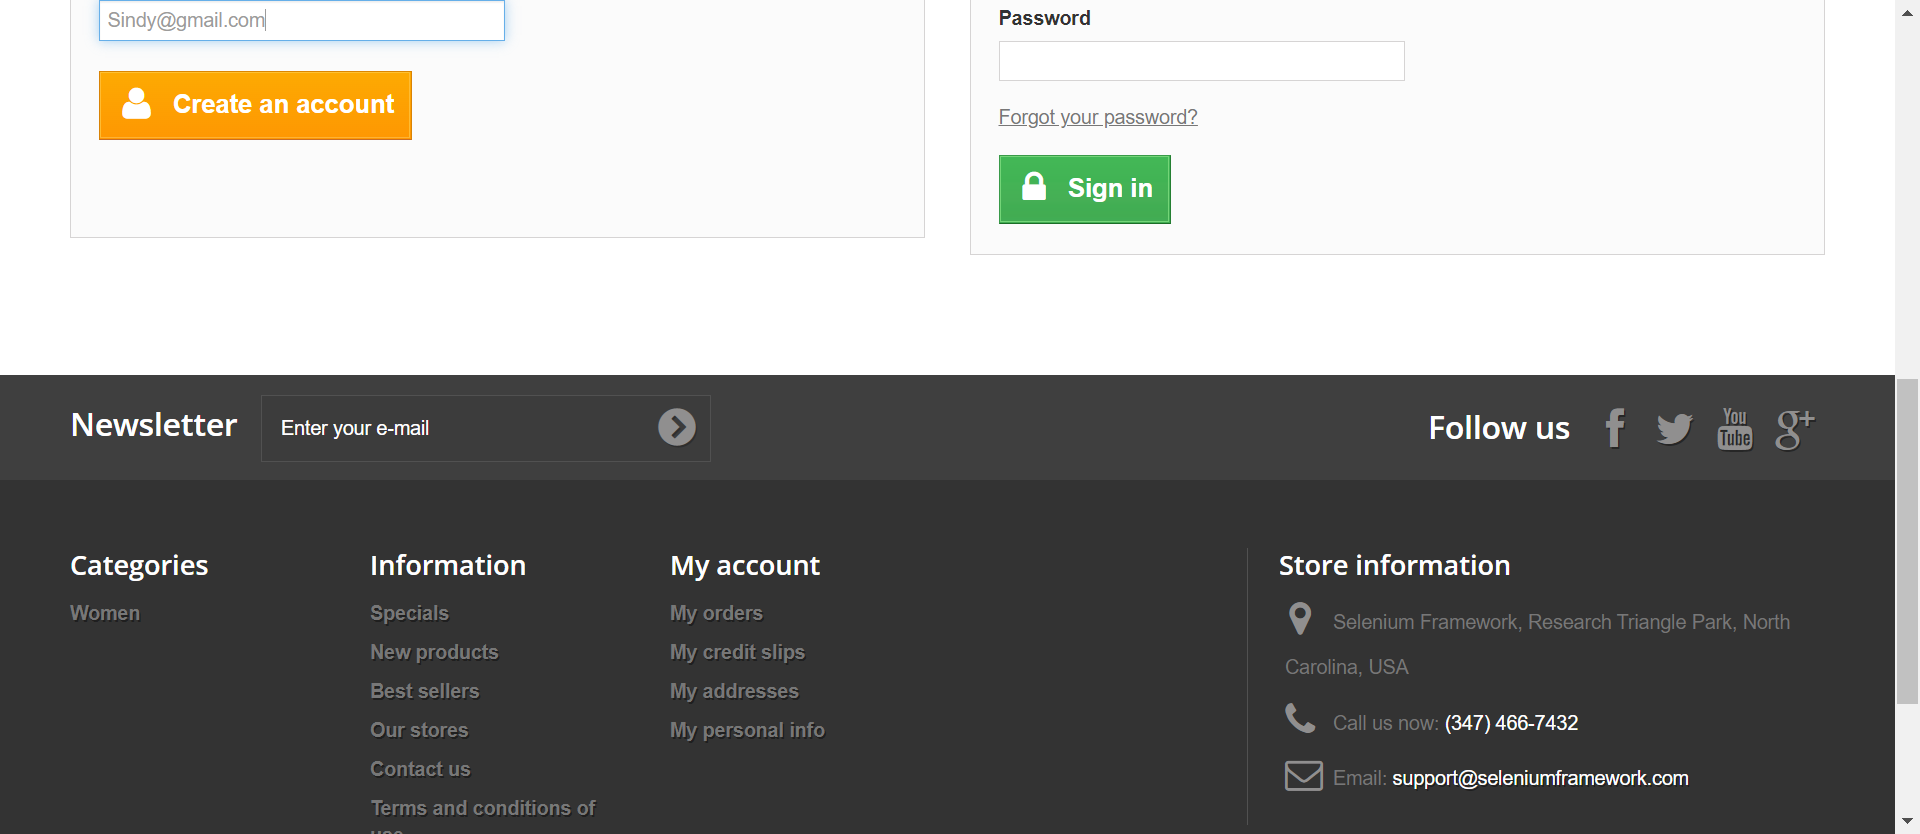 Sindy@gmail.com
Create an account
Password
Forgot your password?
Sign in
Newsletter
Enter your e-mail
Follow us
You
Tube
g+
Categories
Women
Information
Specials
New products
Best sellers
Our stores
Contact us
Terms and conditions of
My account
My orders
My credit slips
My addresses
My personal info
Store information
Selenium Framework, Research Triangle Park, North
Carolina, USA
Call us now: (347) 466-7432
Email: support@seleniumframework.com